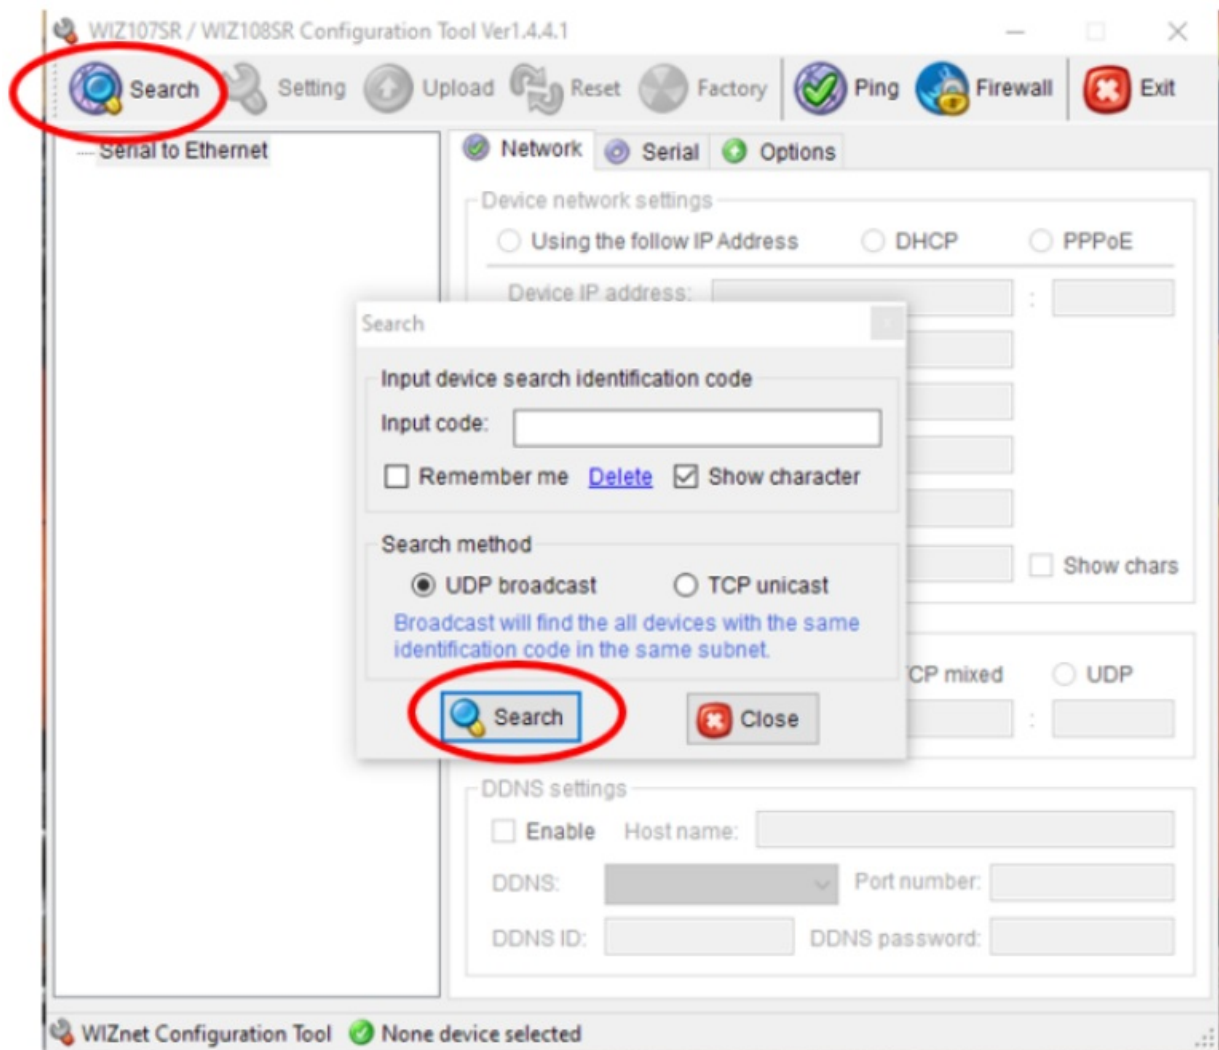 WIZ107SR / WIZ108SR Configuration Tool Ver1.4.4.1
Search Setting Upload Reset Factory Ping Firewall Exit
Serial to Ethernet
Network Serial Options
Device network settings
Using the follow IP Address DHCP PPPoE
Device IP address: :
Search
Input device search identification code
Input code:
Remember me Delete Show character
Search method
UDP broadcast TCP unicast
Show chars
Broadcast will find the all devices with the same
identification code in the same subnet.
CP mixed UDP
Search Close
:
DDNS settings
Enable Host name:
DDNS: Port number:
DDNS ID: DDNS password:
WIZnet Configuration Tool None device selected